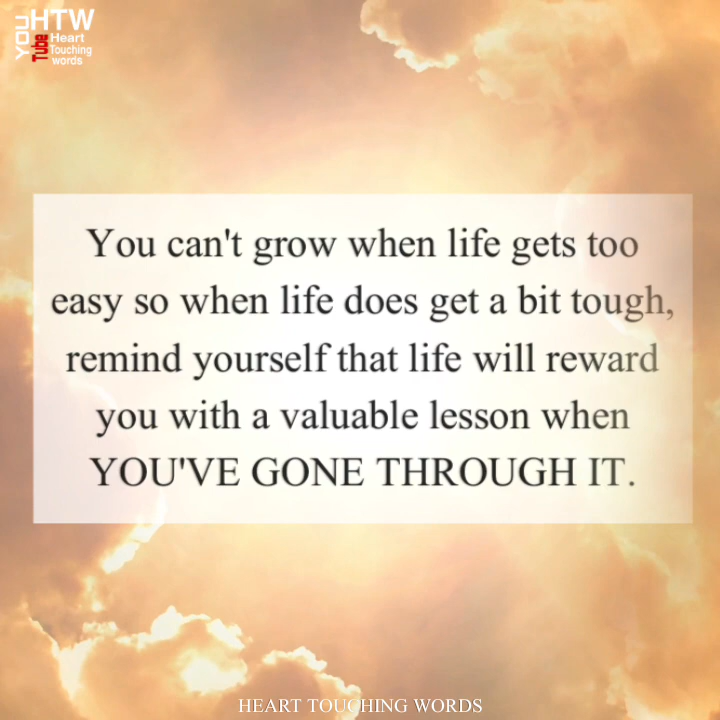 YOU
Tube
HTW
Heart
Touching
words
You can't grow when life gets too
easy so when life does get a bit tough,
remind yourself that life will reward
you with a valuable lesson when
YOU'VE GONE THROUGH IT.
HEART TOUCHING WORDS